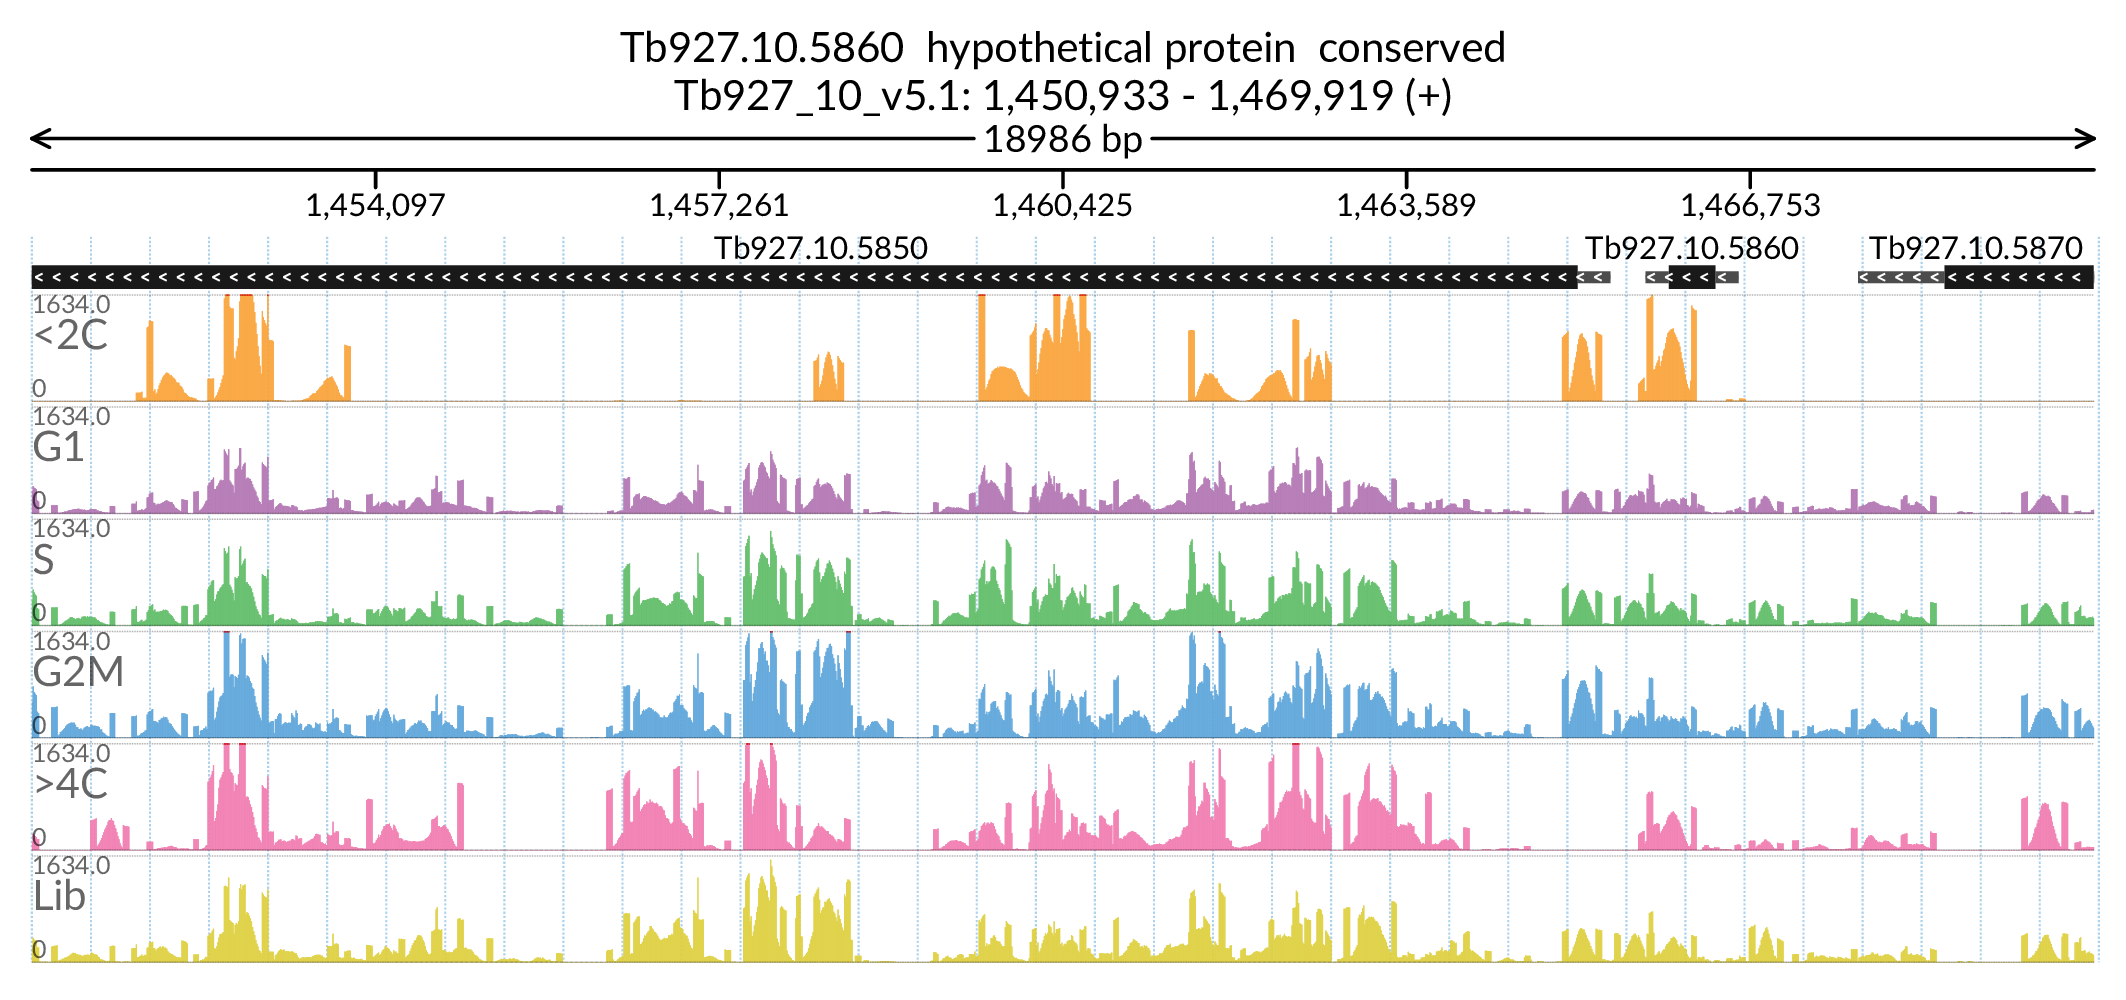 Tb927.10.5860 hypothetical protein conserved
Tb927_10_v5.1: 1,450,933 - 1,469,919 (+)
18986 bp
1,454,097 1,457,261 1,460,425 1,463,589 1,466,753
Tb927.10.5850 Tb927.10.5860 Tb927.10.5870
1634.0
<2C
0
1634.0
G1
0
1634.0
S
0
1634.0
G2M
0
1634.0
>4C
0
1634.0
Lib
0